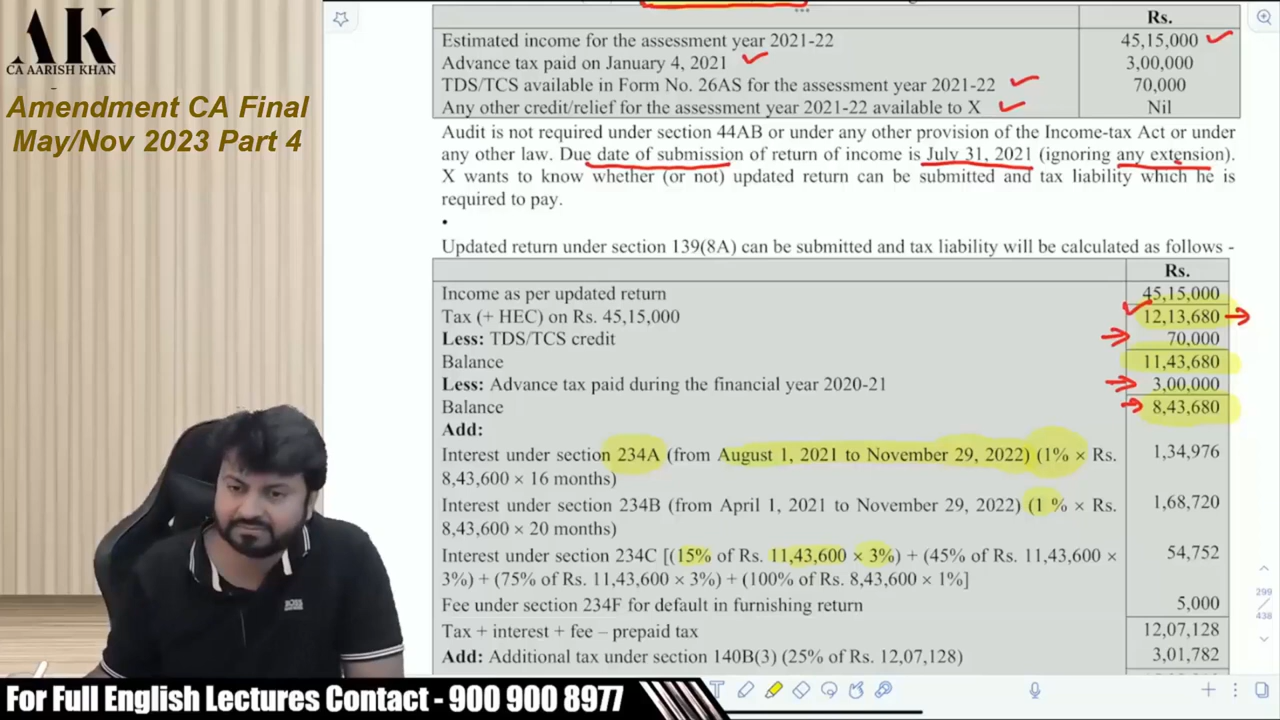 AK
CA AARISH KHAN
Amendment CA Final
May/Nov 2023 Part 4
Rs.
Estimated income for the assessment year 2021-22 45,15,000
Advance tax paid on January 4, 2021 3,00,000
TDS/TCS available in Form No. 26AS for the assessment year 2021-22 70,000
Any other credit/relief for the assessment year 2021-22 available to X Nil
Audit is not required under section 44AB or under any other provision of the Income-tax Act or under
any other law. Due date of submission of return of income is July 31, 2021 (ignoring any extension).
X wants to know whether (or not) updated return can be submitted and tax liability which he is
required to pay.
•
Updated return under section 139(8A) can be submitted and tax liability will be calculated as follows -
Rs.
Income as per updated return 45,15,000
Tax (+ HEC) on Rs. 45,15,000 12,13,680
Less: TDS/TCS credit 70,000
Balance 11,43,680
Less: Advance tax paid during the financial year 2020-21 3,00,000
Balance 8,43,680
Add:
Interest under section 234A (from August 1, 2021 to November 29, 2022) (1% × Rs. 1,34,976
8,43,600 × 16 months)
Interest under section 234B (from April 1, 2021 to November 29, 2022) (1 % × Rs. 1,68,720
8,43,600 × 20 months)
Interest under section 234C [(15% of Rs. 11,43,600 × 3%) + (45% of Rs. 11,43,600 × 54,752
3%) + (75% of Rs. 11,43,600 × 3%) + (100% of Rs. 8,43,600 × 1%]
Fee under section 234F for default in furnishing return 5,000
Tax + interest + fee – prepaid tax 12,07,128
Add: Additional tax under section 140B(3) (25% of Rs. 12,07,128) 3,01,782
299
/
438
BOSS
For Full English Lectures Contact - 900 900 8977